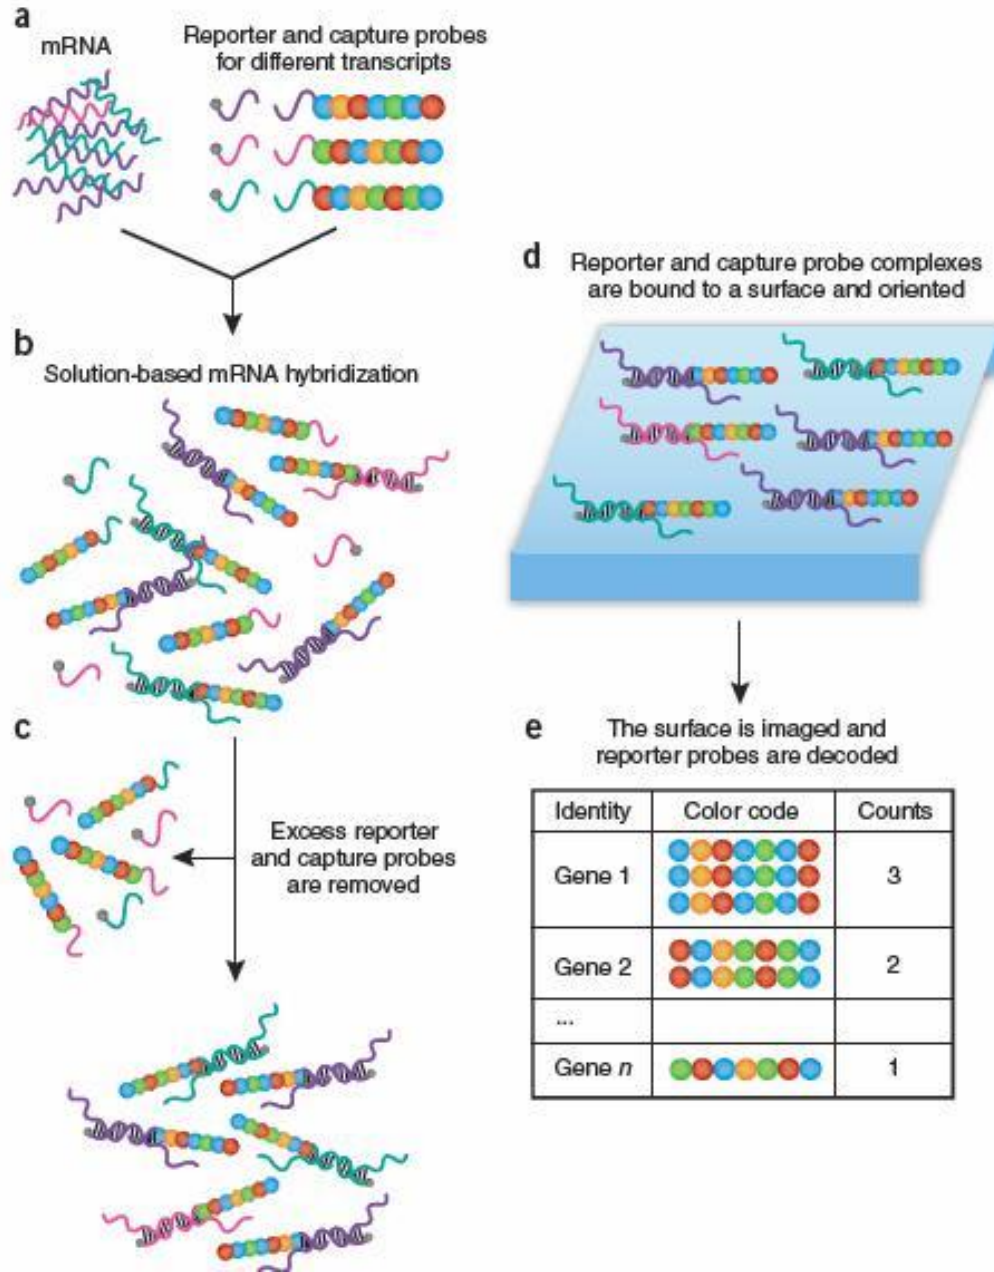 a
mRNA
Reporter and capture probes
for different transcripts
b
Solution-based mRNA hybridization
c
Excess reporter
and capture probes
are removed
d
Reporter and capture probe complexes
are bound to a surface and oriented
e
The surface is imaged and
reporter probes are decoded
Identity Color code Counts
Gene 1 3
Gene 2 2
...
Gene n 1